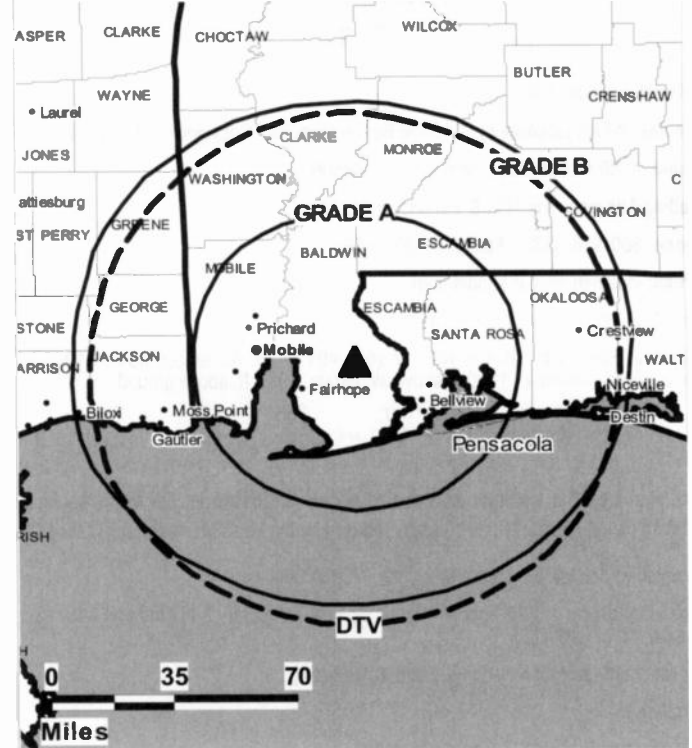 ASPER
CLARKE
CHOCTAW
WILCOX
BUTLER
CRENSHAW
WAYNE
Laurel
CLARKE
MONROE
JONES
GRADE B
WASHINGTON
C
attiesburg
GRADE A
COVINGTON
GREENE
ST PERRY
BALDWIN
ESCAMBIA
MOBILE
OKALOOSA
GEORGE
ESCAMBIA
STONE
Prichard
SANTA ROSA
Crestview
Mobile
ARRISON
JACKSON
WALT
Fairhope
Niceville
Bellview
Biloxi
Moss Point
Destin
Gautier
Pensacola
RISH
DTV
H
0 35 70
Miles